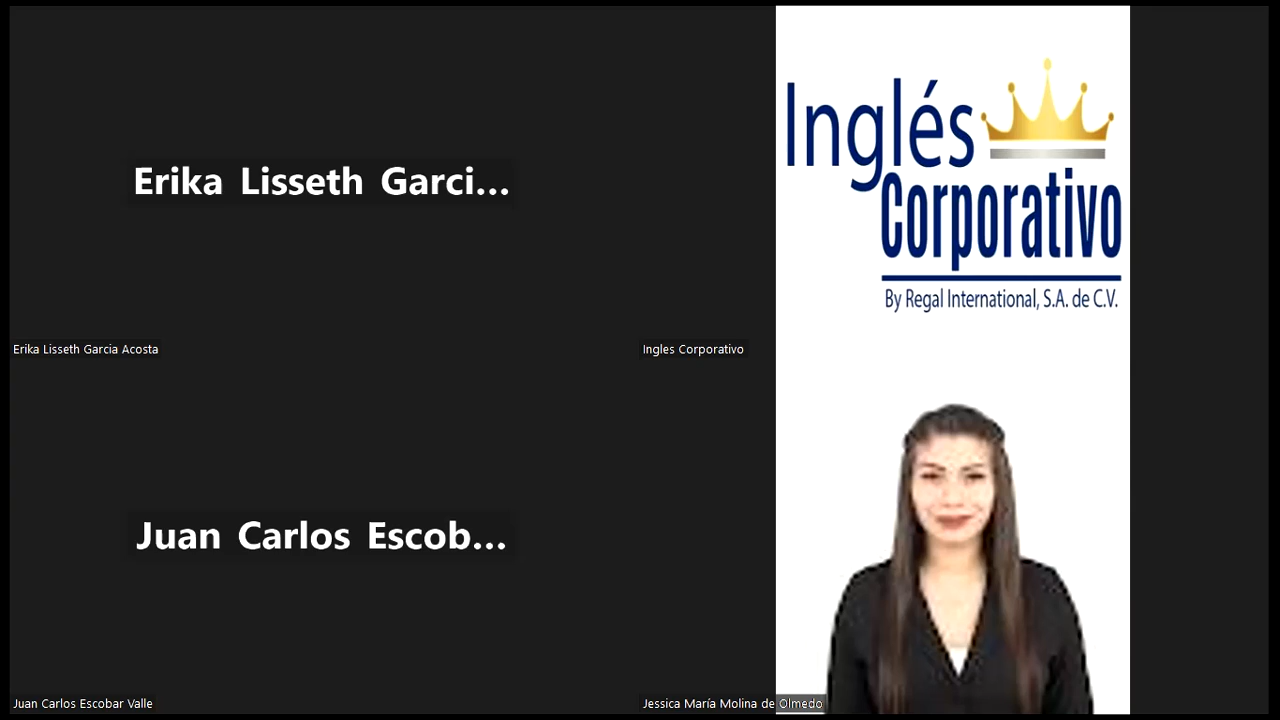 Erika Lisseth Garci...
Erika Lisseth Garcia Acosta
Inglés
Corporativo
By Regal International, S.A. de C.V.
Ingles Corporativo
Juan Carlos Escob...
Juan Carlos Escobar Valle
Jessica María Molina de Olmedo